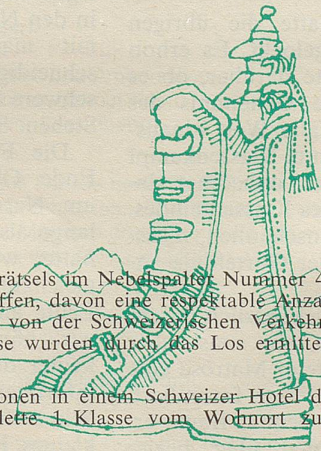 rätsels im Nebelspalter Nummer 4
ffen, davon eine respektable Anza
von der Schweizerischen Verkehr
se wurden durch das Los ermitte
onen in einem Schweizer Hotel d
lette 1. Klasse vom Wohnort zu